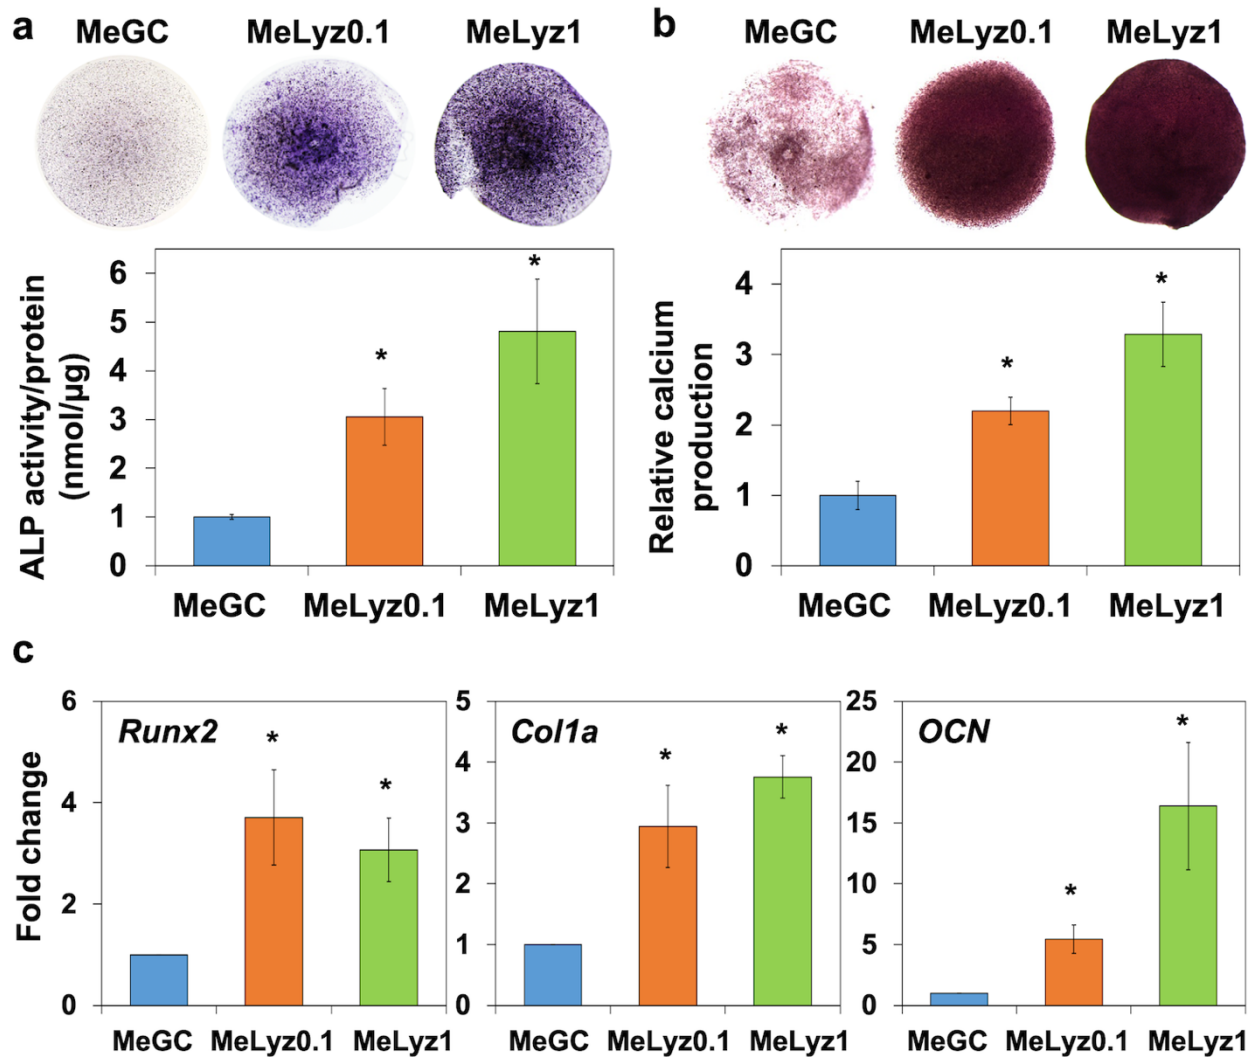 a
MeGC MeLyz0.1 MeLyz1
ALP activity/protein
(nmol/µg)
6
5
4
3
2
1
0
*
*
MeGC MeLyz0.1 MeLyz1
b
MeGC MeLyz0.1 MeLyz1
Relative calcium
production
4
3
2
1
0
*
*
MeGC MeLyz0.1 MeLyz1
c
Fold change
6
4
2
0
Runx2
*
*
MeGC MeLyz0.1 MeLyz1
5
4
3
2
1
0
Col1a
*
*
MeGC MeLyz0.1 MeLyz1
25
20
15
10
5
0
OCN
*
*
MeGC MeLyz0.1 MeLyz1